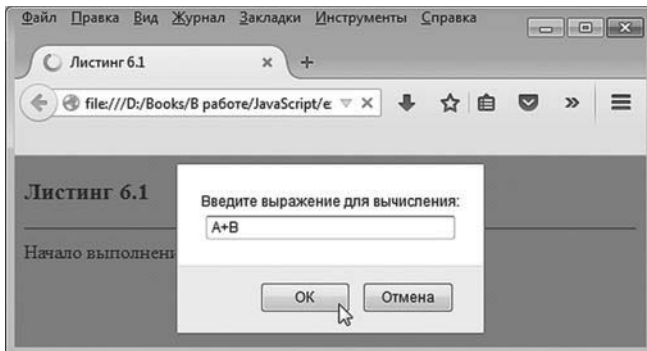 Файл Правка Вид Журнал Закладки Инструменты Справка
Листинг 6.1
file:///D:/Books/В работе/JavaScript/e
Листинг 6.1
Начало выполнени
Введите выражение для вычисления:
A+B
ОК Отмена